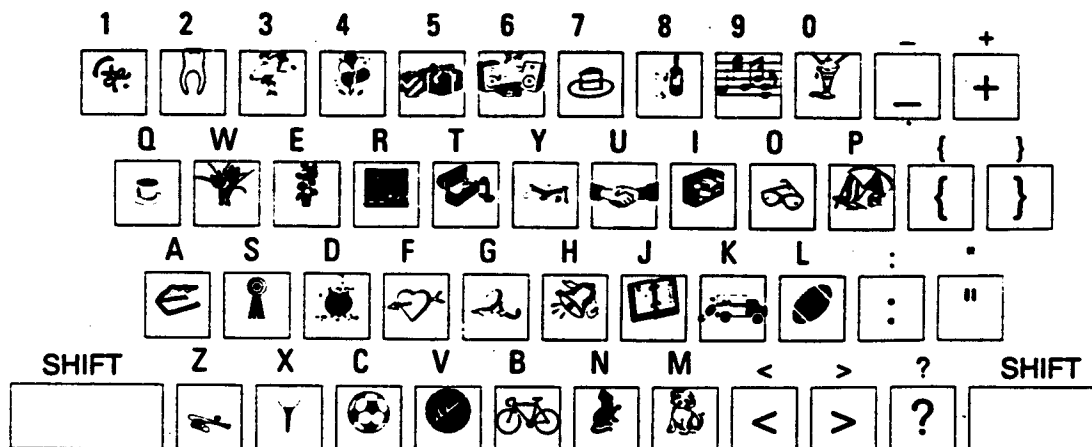 1 2 3 4 5 6 7 8 9 0 _ +
_ +
Q W E R T Y U I O P { }
{ }
A S D F G H J K L : "
: "
SHIFT Z X C V B N M < > ? SHIFT
< > ?